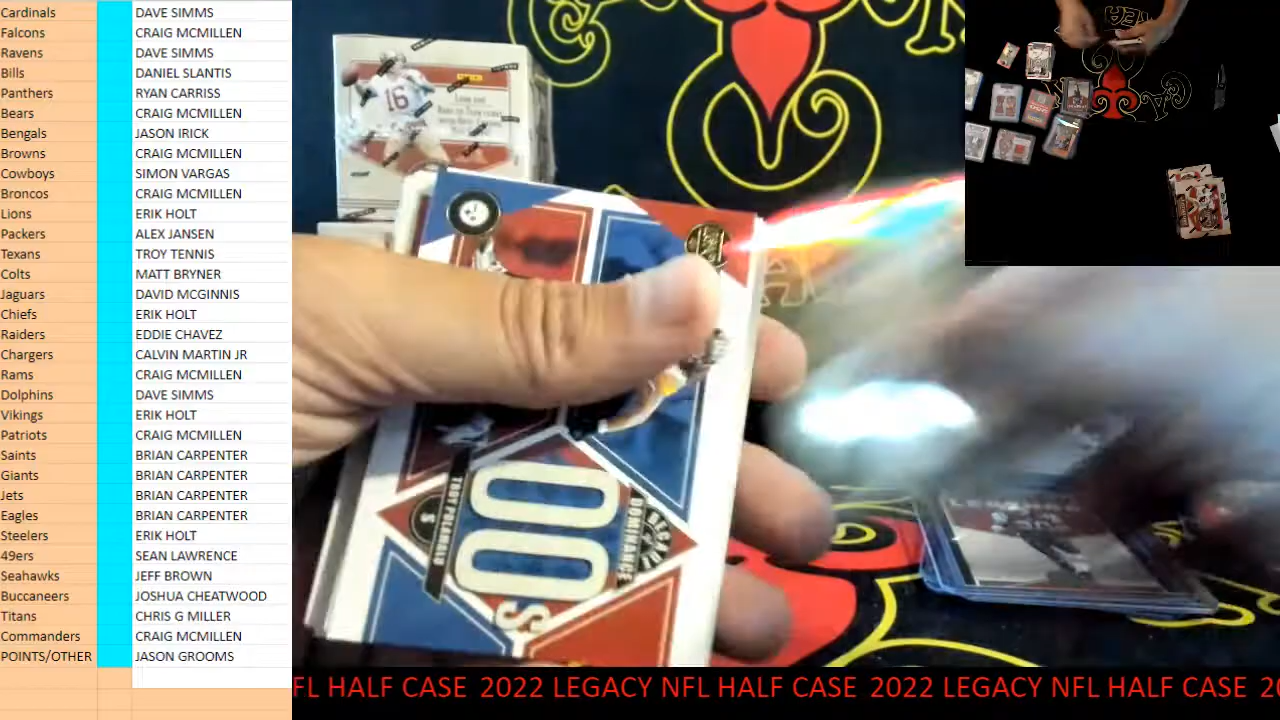 Cardinals DAVE SIMMS
Falcons CRAIG MCMILLEN
Ravens DAVE SIMMS
Bills DANIEL SLANTIS
Panthers RYAN CARRISS
Bears CRAIG MCMILLEN
Bengals JASON IRICK
Browns CRAIG MCMILLEN
Cowboys SIMON VARGAS
Broncos CRAIG MCMILLEN
Lions ERIK HOLT
Packers ALEX JANSEN
Texans TROY TENNIS
Colts MATT BRYNER
Jaguars DAVID MCGINNIS
Chiefs ERIK HOLT
Raiders EDDIE CHAVEZ
Chargers CALVIN MARTIN JR
Rams CRAIG MCMILLEN
Dolphins DAVE SIMMS
Vikings ERIK HOLT
Patriots CRAIG MCMILLEN
Saints BRIAN CARPENTER
Giants BRIAN CARPENTER
Jets BRIAN CARPENTER
Eagles BRIAN CARPENTER
Steelers ERIK HOLT
49ers SEAN LAWRENCE
Seahawks JEFF BROWN
Buccaneers JOSHUA CHEATWOOD
Titans CHRIS G MILLER
Commanders CRAIG MCMILLEN
POINTS/OTHER JASON GROOMS
16
TROY POLAMALU
S
00S
DOMINANCE
FL HALF CASE 2022 LEGACY NFL HALF CASE 2022 LEGACY NFL HALF CASE 20